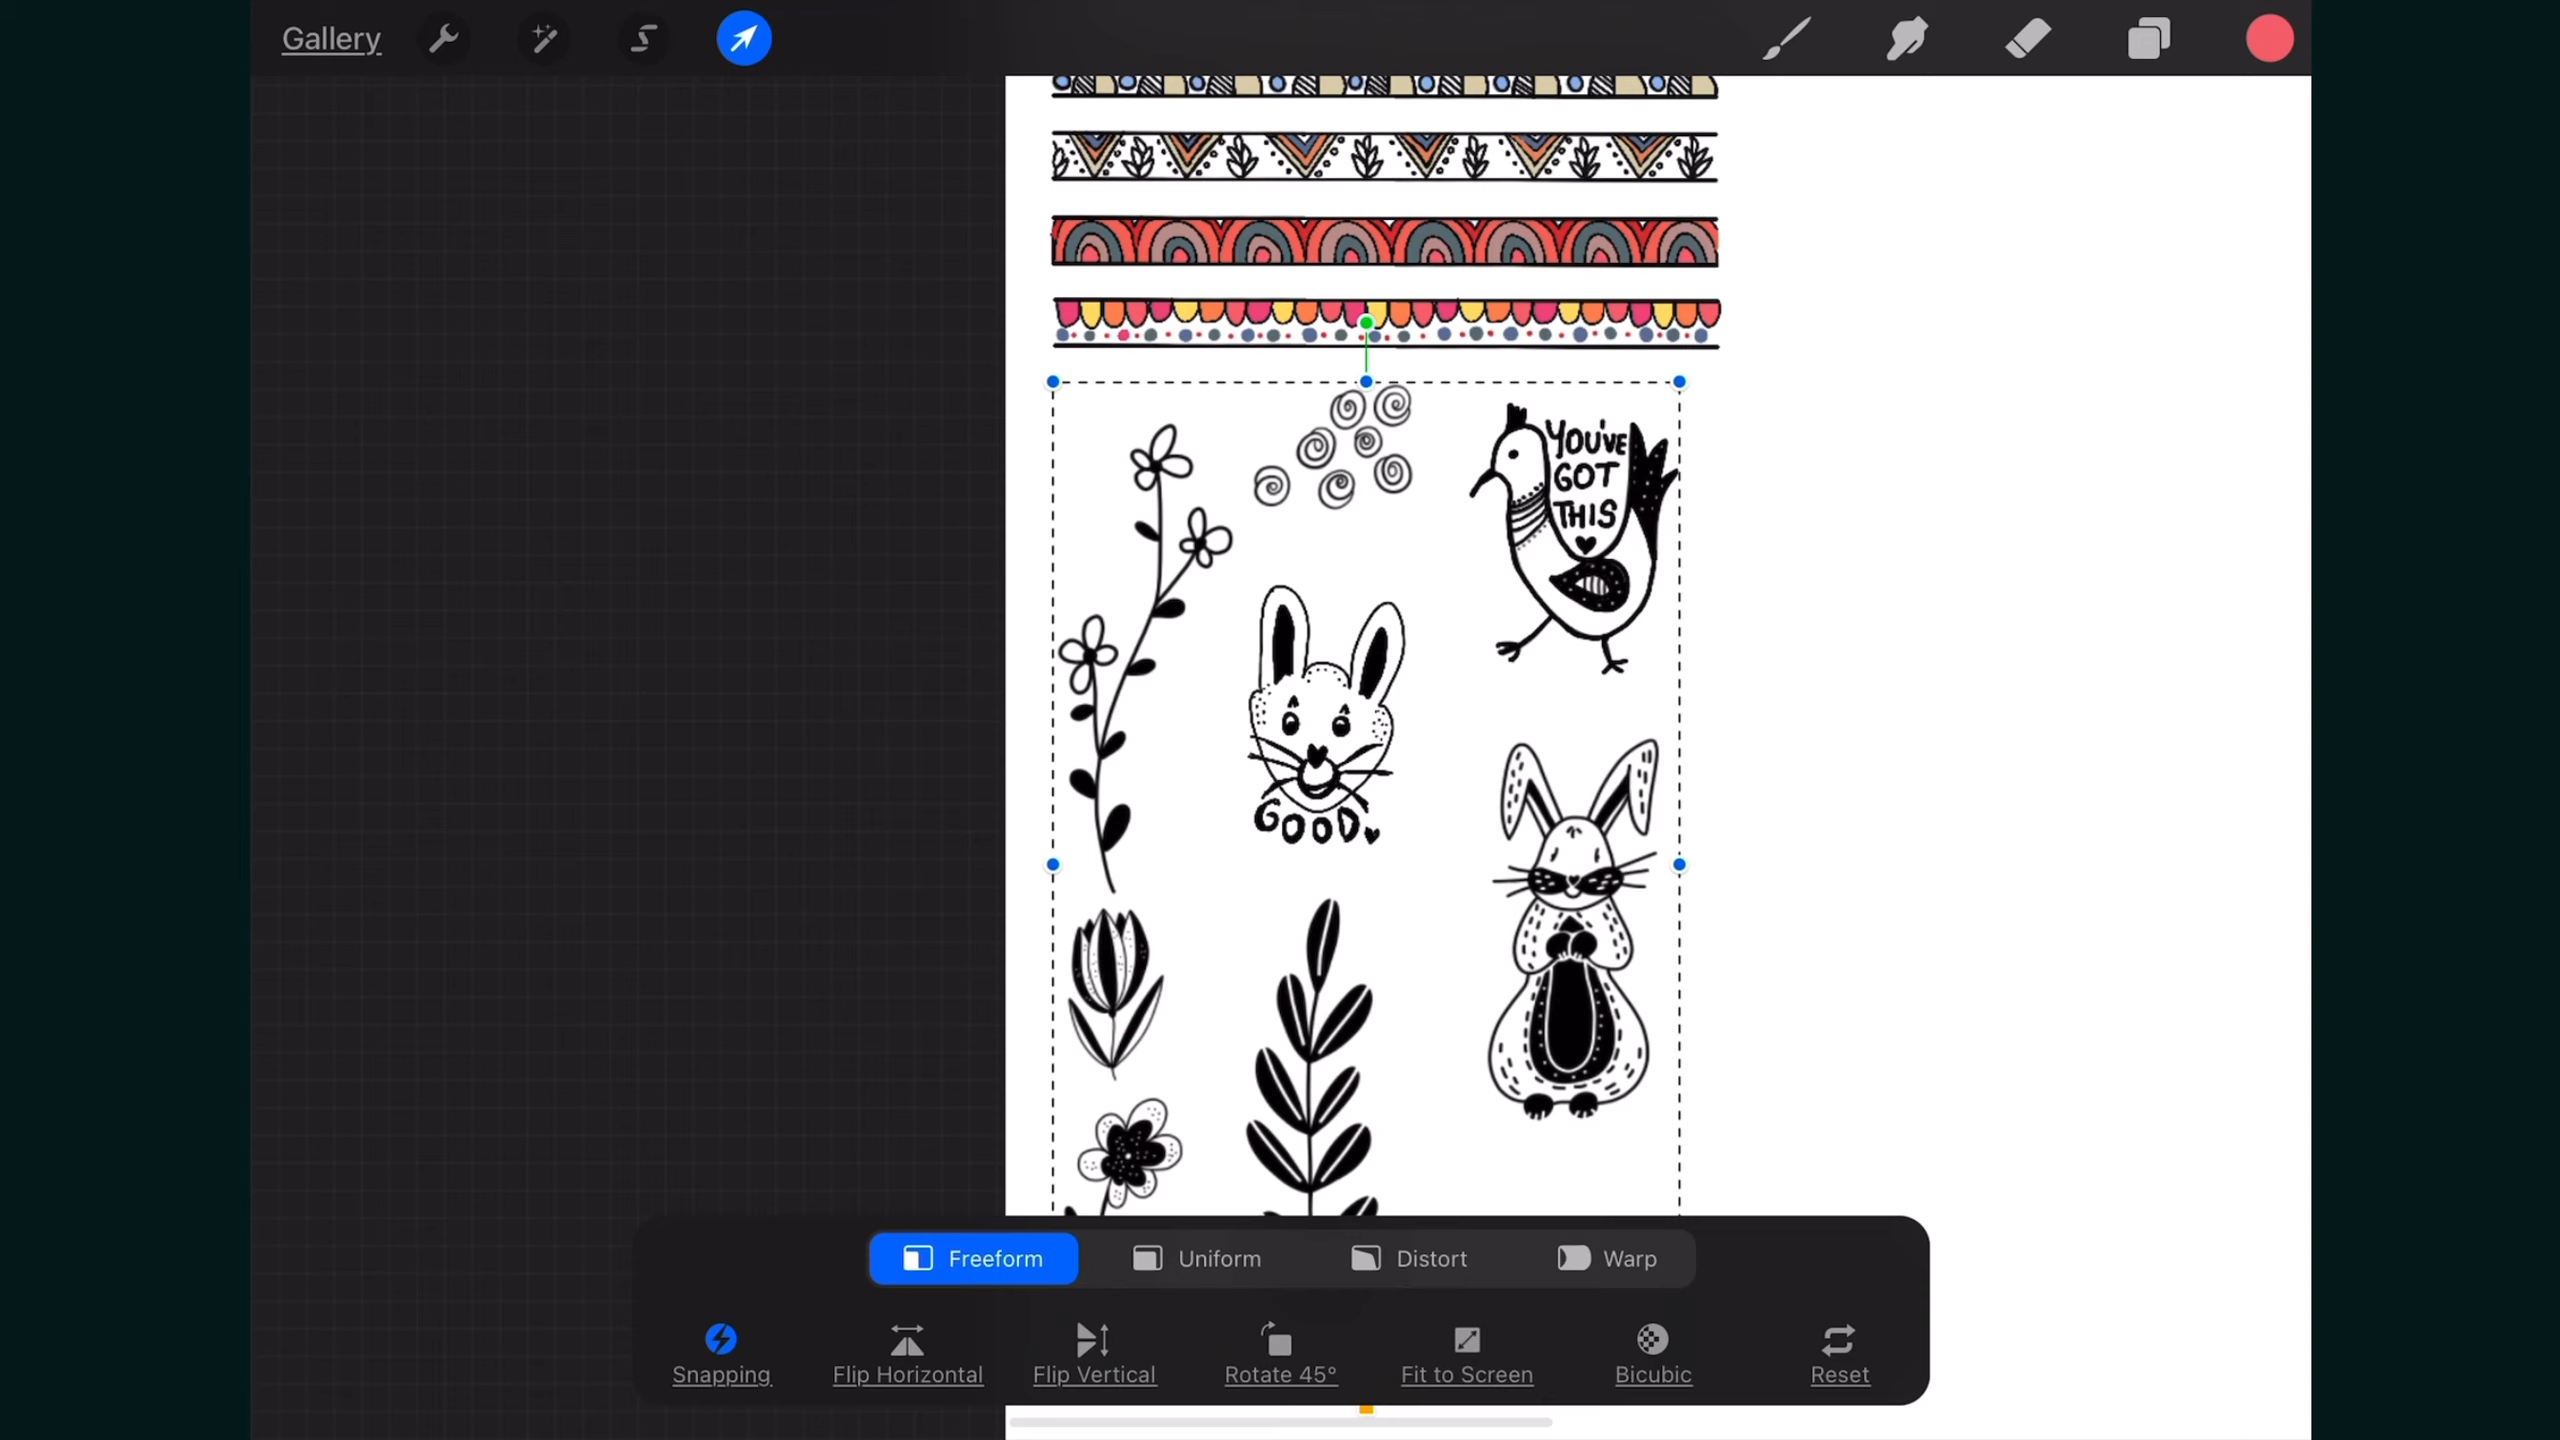 Gallery
YOU'VE
GOT
THIS
GOOD
Freeform Uniform Distort Warp
Snapping Flip Horizontal Flip Vertical Rotate 45° Fit to Screen Bicubic Reset